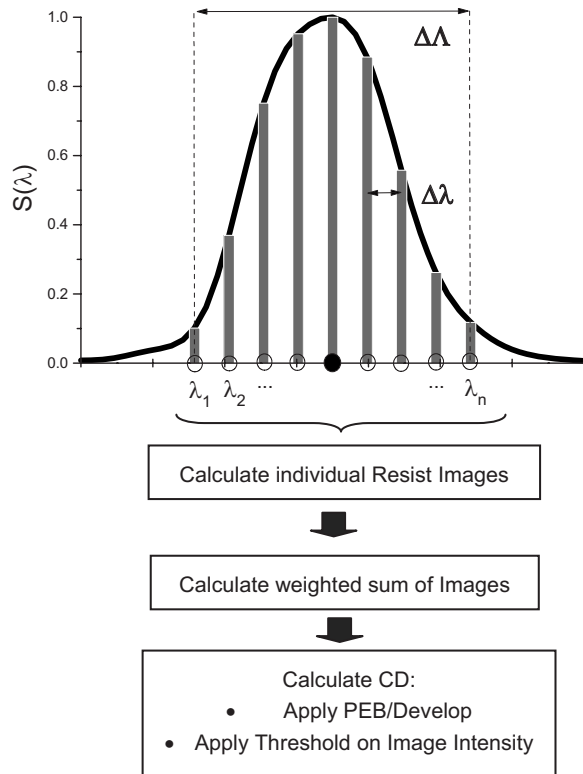 1.0
ΔΛ
0.8
0.6
S(λ)
Δλ
0.4
0.2
0.0
λ1 λ2 ... ... λn
Calculate individual Resist Images
Calculate weighted sum of Images
Calculate CD:
• Apply PEB/Develop
• Apply Threshold on Image Intensity